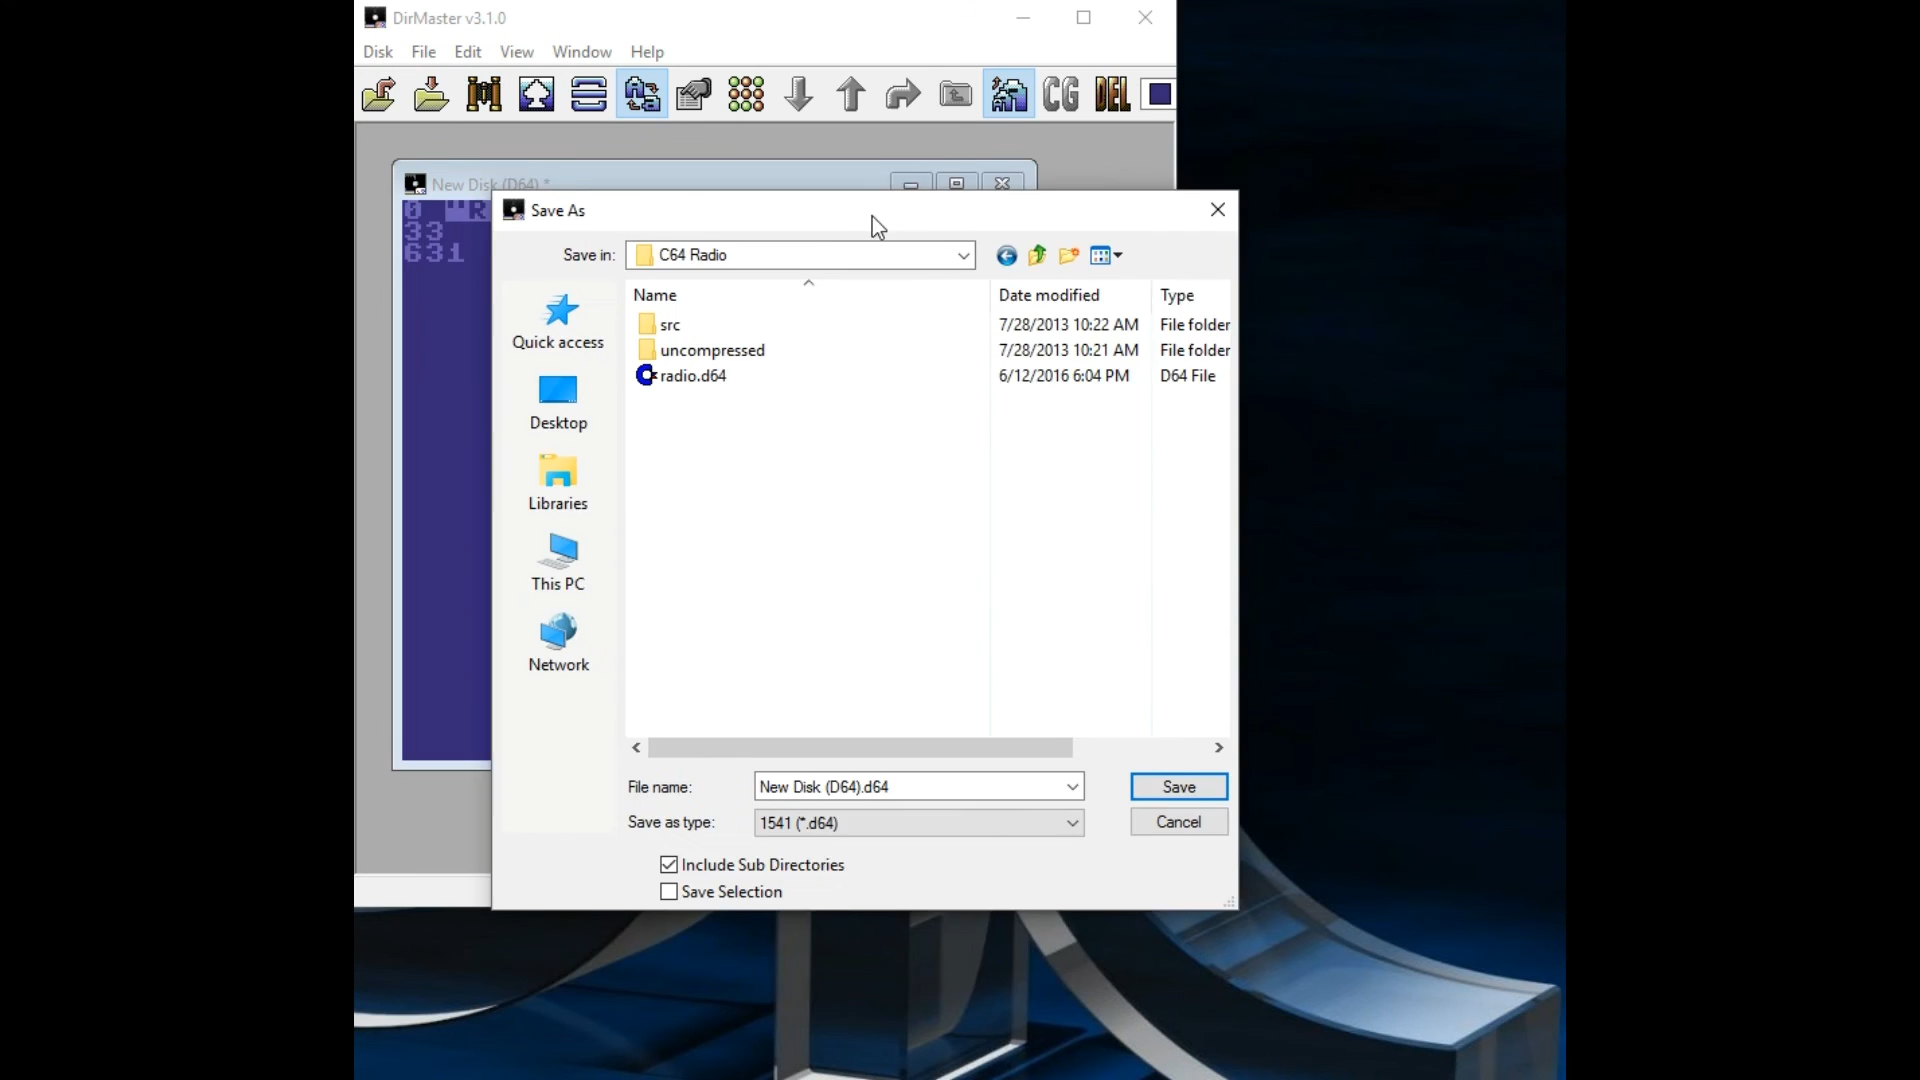 DirMaster v3.1.0
Disk File Edit View Window Help
CG DEL
New Disk (D64) *
0 "R
33
631
Save As
Save in: C64 Radio
Name Date modified Type
src 7/28/2013 10:22 AM File folder
uncompressed 7/28/2013 10:21 AM File folder
radio.d64 6/12/2016 6:04 PM D64 File
Quick access
Desktop
Libraries
This PC
Network
File name: New Disk (D64).d64 Save
Save as type: 1541 (*.d64) Cancel
Include Sub Directories
Save Selection